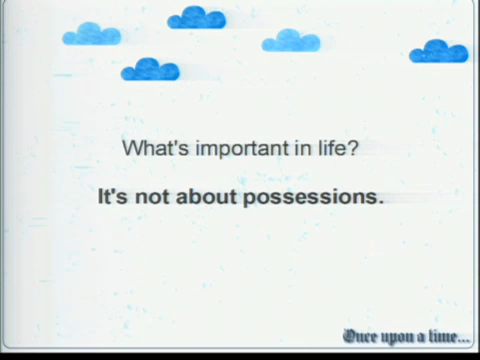 What's important in life?
It's not about possessions.
Once upon a time...